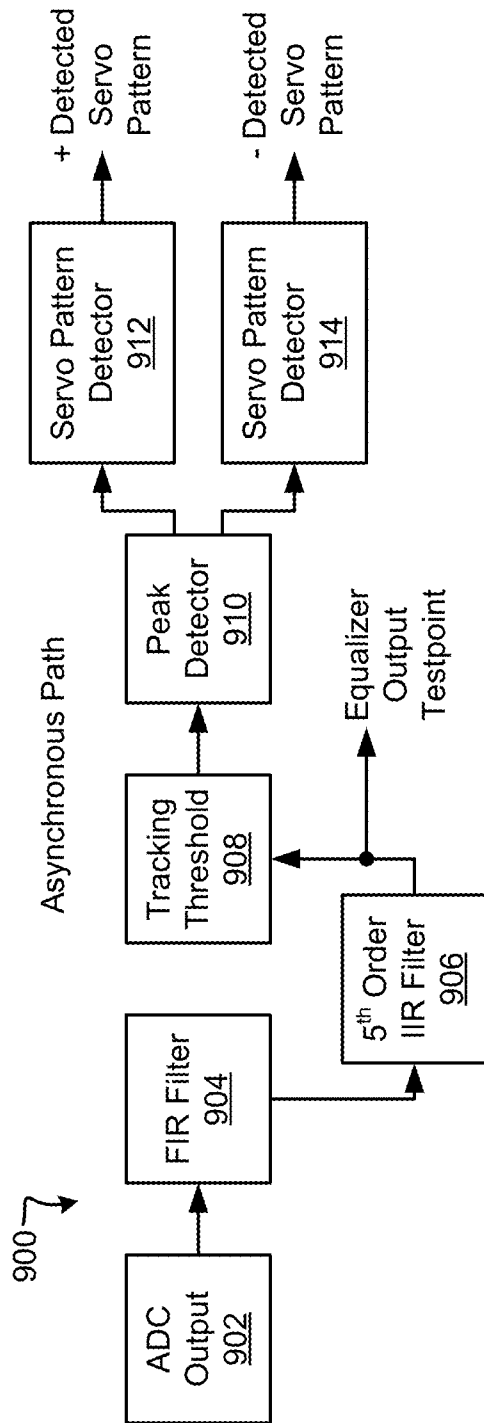 900
Asynchronous Path
ADC
Output
902
FIR Filter
904
5th Order
IIR Filter
906
Tracking
Threshold
908
Equalizer
Output
Testpoint
Peak
Detector
910
Servo Pattern
Detector
912
+ Detected
Servo
Pattern
Servo Pattern
Detector
914
- Detected
Servo
Pattern